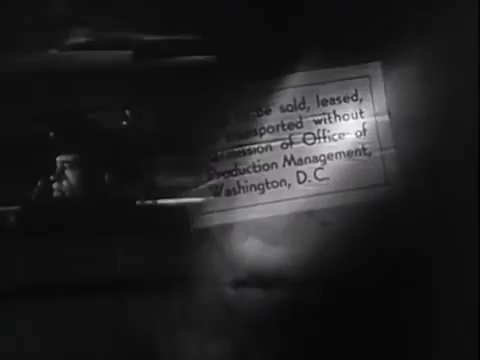 be sold, leased,
transported without
of Office of
Production Management,
Washington, D.C.